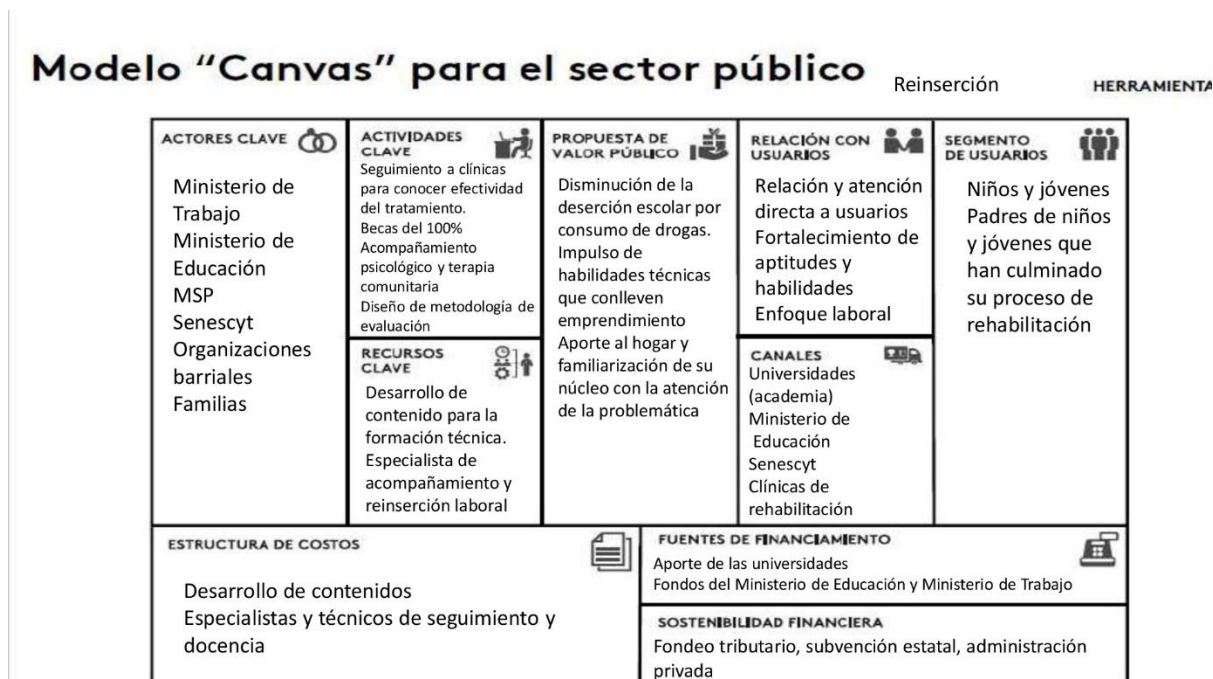 Modelo “Canvas” para el sector público
Reinserción
HERRAMIENTA
ACTORES CLAVE
Ministerio de
Trabajo
Ministerio de
Educación
MSP
Senescyt
Organizaciones
barriales
Familias
ACTIVIDADES
CLAVE
Seguimiento a clínicas
para conocer efectividad
del tratamiento.
Becas del 100%
Acompañamiento
psicológico y terapia
comunitaria
Diseño de metodología de
evaluación
RECURSOS
CLAVE
Desarrollo de
contenido para la
formación técnica.
Especialista de
acompañamiento y
reinserción laboral
PROPUESTA DE
VALOR PÚBLICO
Disminución de la
deserción escolar por
consumo de drogas.
Impulso de
habilidades técnicas
que conlleven
emprendimiento
Aporte al hogar y
familiarización de su
núcleo con la atención
de la problemática
RELACIÓN CON
USUARIOS
Relación y atención
directa a usuarios
Fortalecimiento de
aptitudes y
habilidades
Enfoque laboral
CANALES
Universidades
(academia)
Ministerio de
Educación
Senescyt
Clínicas de
rehabilitación
SEGMENTO
DE USUARIOS
Niños y jóvenes
Padres de niños
y jóvenes que
han culminado
su proceso de
rehabilitación
ESTRUCTURA DE COSTOS
Desarrollo de contenidos
Especialistas y técnicos de seguimiento y
docencia
FUENTES DE FINANCIAMIENTO
Aporte de las universidades
Fondos del Ministerio de Educación y Ministerio de Trabajo
SOSTENIBILIDAD FINANCIERA
Fondeo tributario, subvención estatal, administración
privada